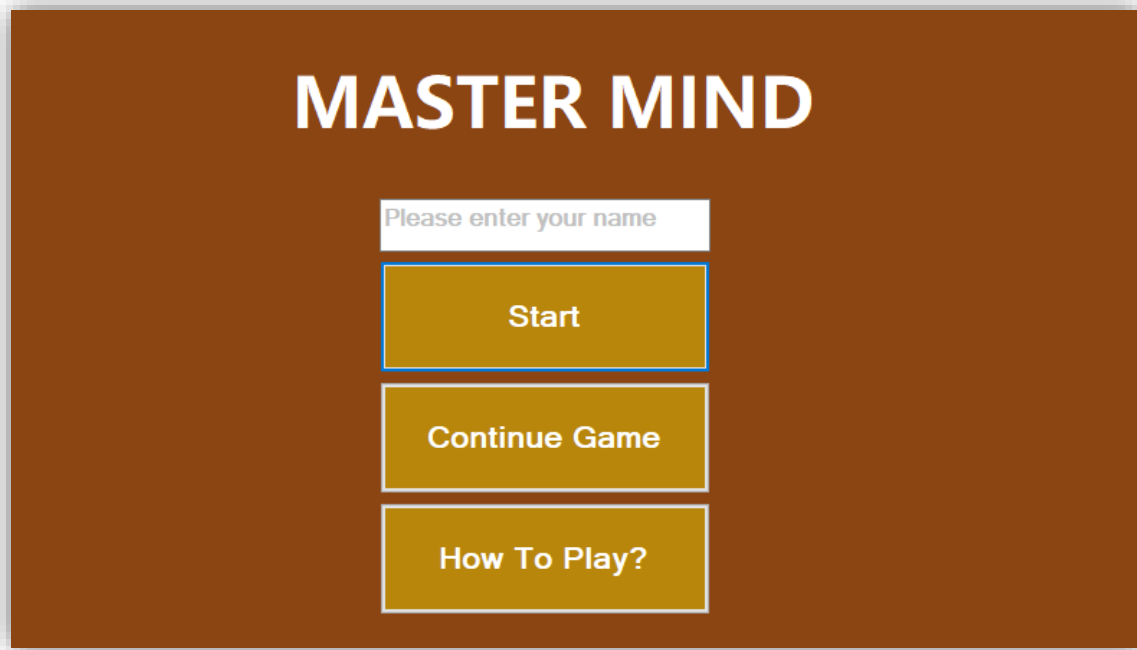 MASTER MIND
Please enter your name
Start
Continue Game
How To Play?